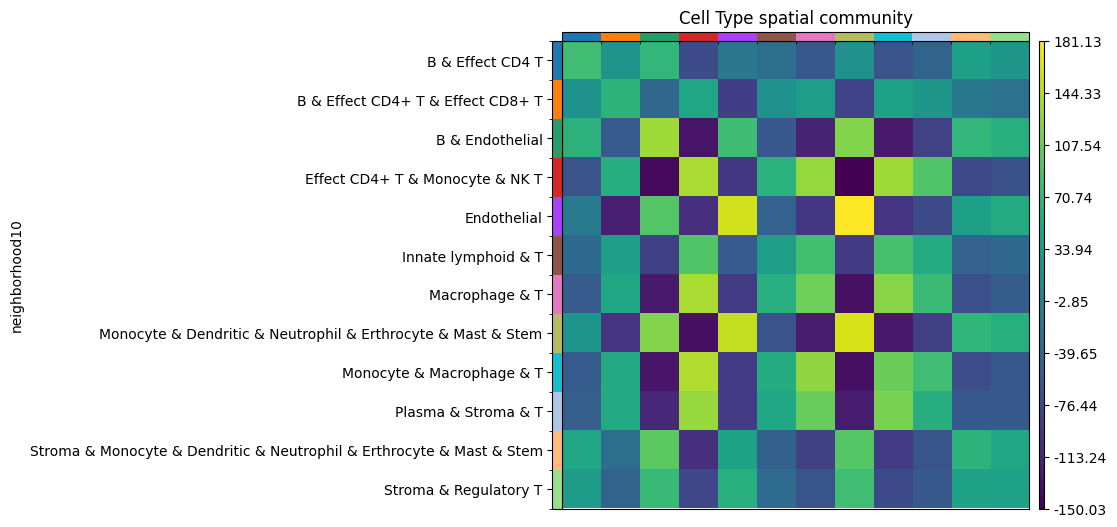 Cell Type spatial community
neighborhood10
B & Effect CD4 T
B & Effect CD4+ T & Effect CD8+ T
B & Endothelial
Effect CD4+ T & Monocyte & NK T
Endothelial
Innate lymphoid & T
Macrophage & T
Monocyte & Dendritic & Neutrophil & Erthrocyte & Mast & Stem
Monocyte & Macrophage & T
Plasma & Stroma & T
Stroma & Monocyte & Dendritic & Neutrophil & Erthrocyte & Mast & Stem
Stroma & Regulatory T
181.13
144.33
107.54
70.74
33.94
-2.85
-39.65
-76.44
-113.24
-150.03